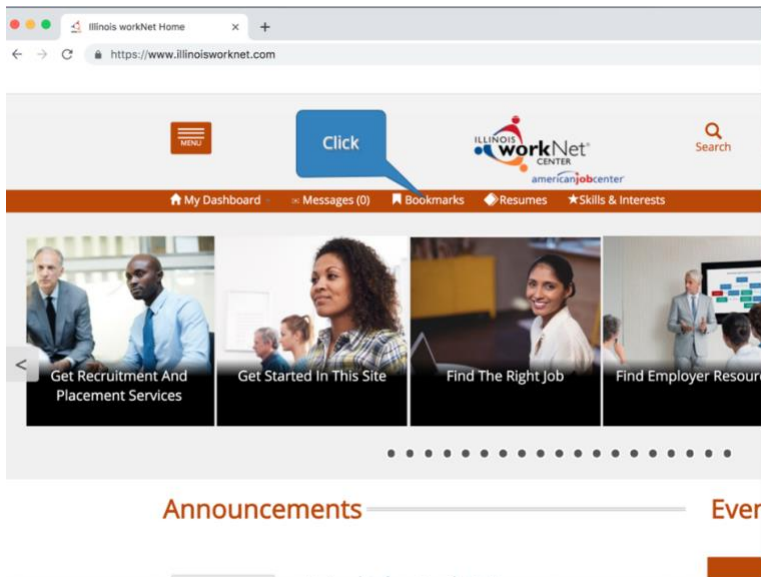 Illinois workNet Home
https://www.illinoisworknet.com
MENU
Click
ILLINOIS
workNet®
CENTER
americanjobcenter
Search
My Dashboard
Messages (0)
Bookmarks
Resumes
Skills & Interests
Get Recruitment And
Placement Services
Get Started In This Site
Find The Right Job
Find Employer Resour
Announcements
Even